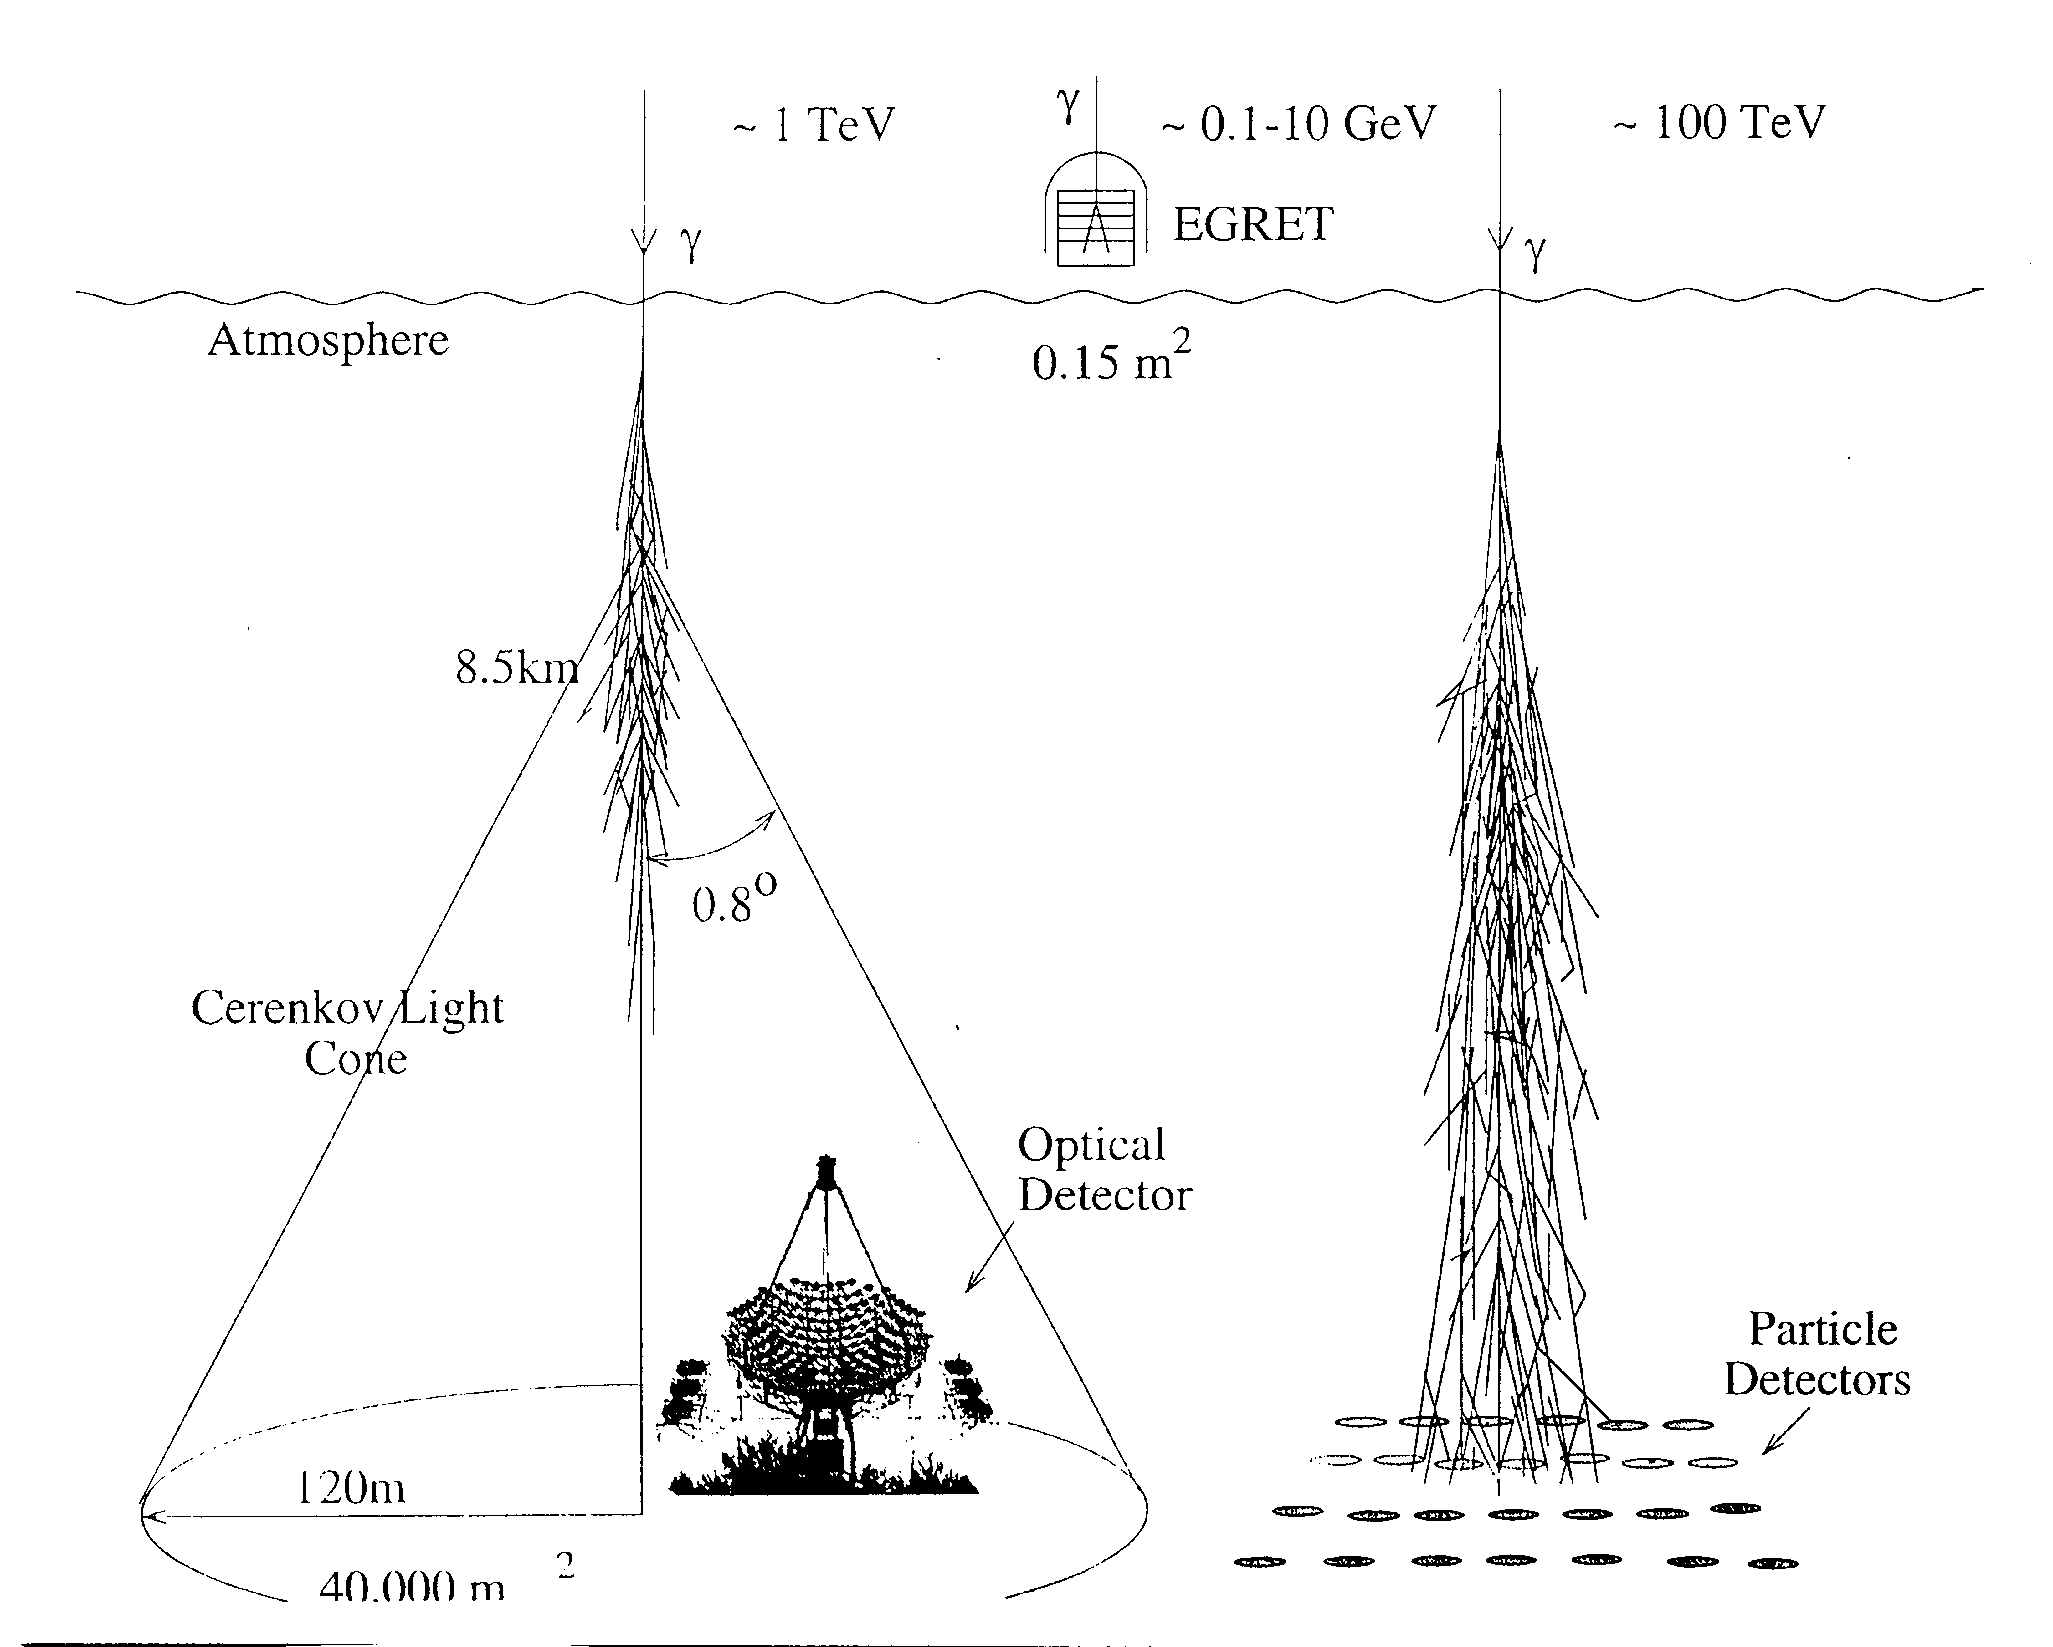 ~ 1 TeV
γ
~ 0.1-10 GeV
~ 100 TeV
γ
EGRET
γ
Atmosphere
0.15 m²
8.5km
0.8°
Cerenkov Light
Cone
Optical
Detector
Particle
Detectors
120m
40.000 m²